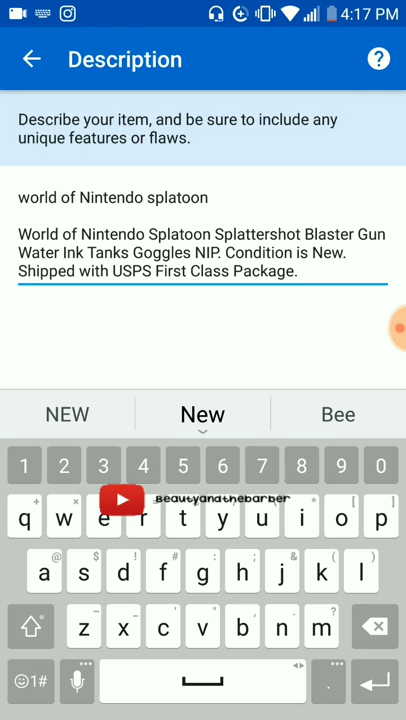 4:17 PM
Description
?
Describe your item, and be sure to include any
unique features or flaws.
world of Nintendo splatoon
World of Nintendo Splatoon Splattershot Blaster Gun
Water Ink Tanks Goggles NIP. Condition is New.
Shipped with USPS First Class Package.
NEW New Bee
1 2 3 4 5 6 7 8 9 0
Beautyandthebarber
q w e r t y u i o p
a s d f g h j k l
z x c v b n m
1# .